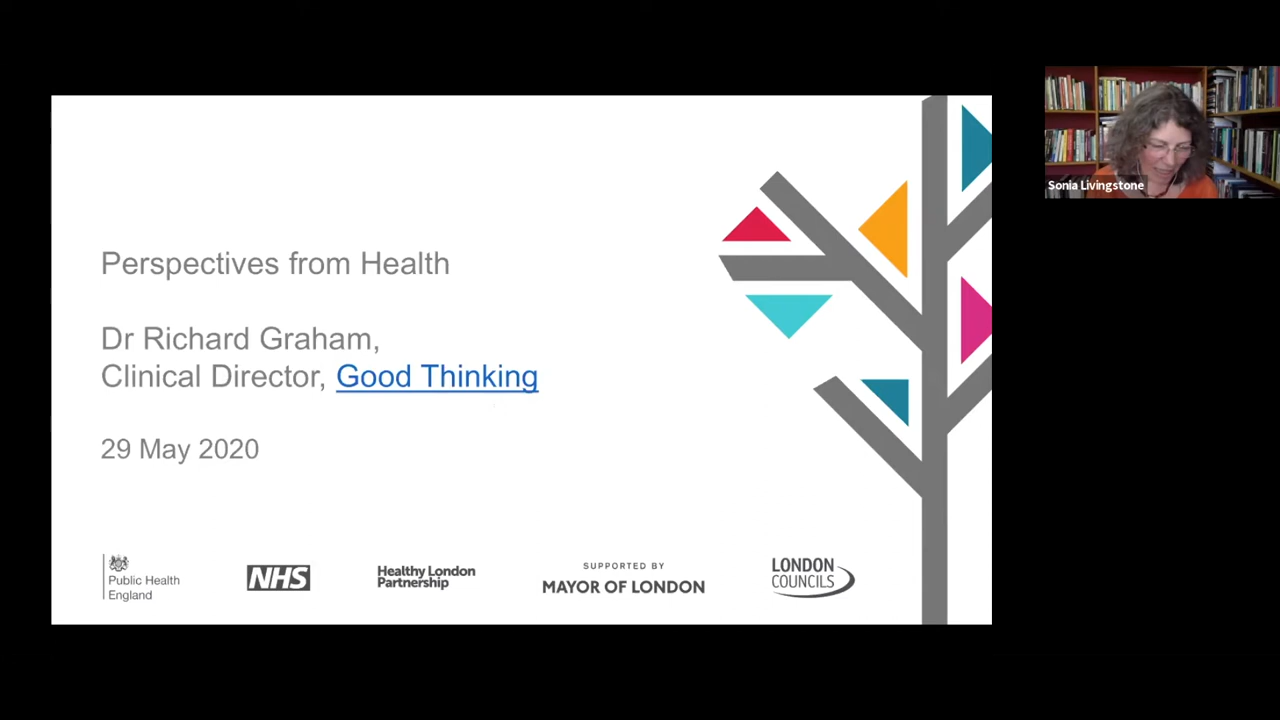 Perspectives from Health
Dr Richard Graham,
Clinical Director, Good Thinking
29 May 2020
Public Health
England
NHS
Healthy London
Partnership
SUPPORTED BY
MAYOR OF LONDON
LONDON
COUNCILS
Sonia Livingstone